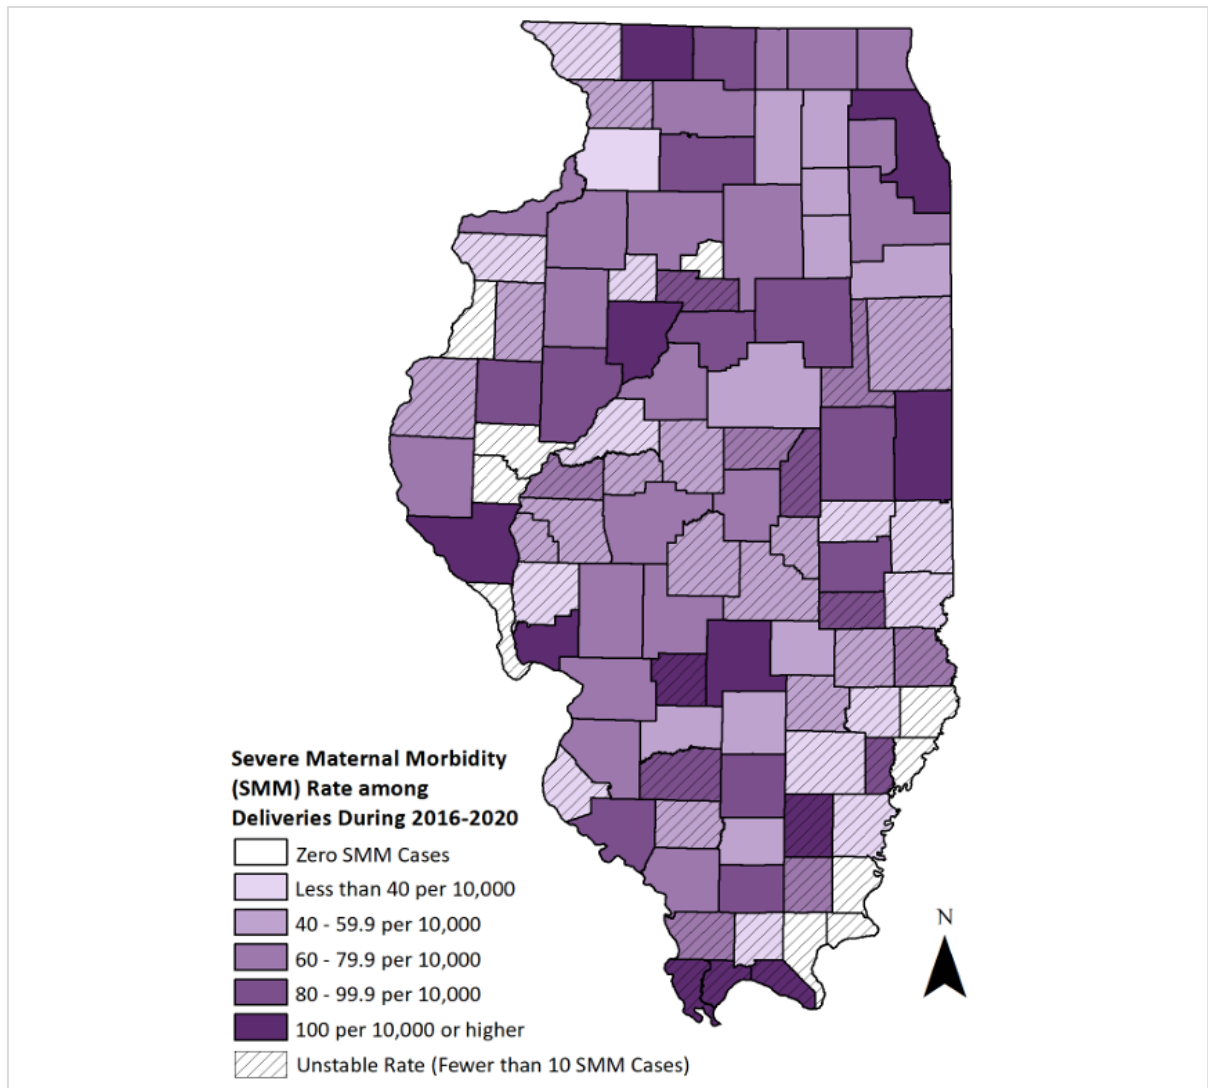 Severe Maternal Morbidity
(SMM) Rate among
Deliveries During 2016-2020
Zero SMM Cases
Less than 40 per 10,000
40 - 59.9 per 10,000
60 - 79.9 per 10,000
80 - 99.9 per 10,000
100 per 10,000 or higher
Unstable Rate (Fewer than 10 SMM Cases)
N